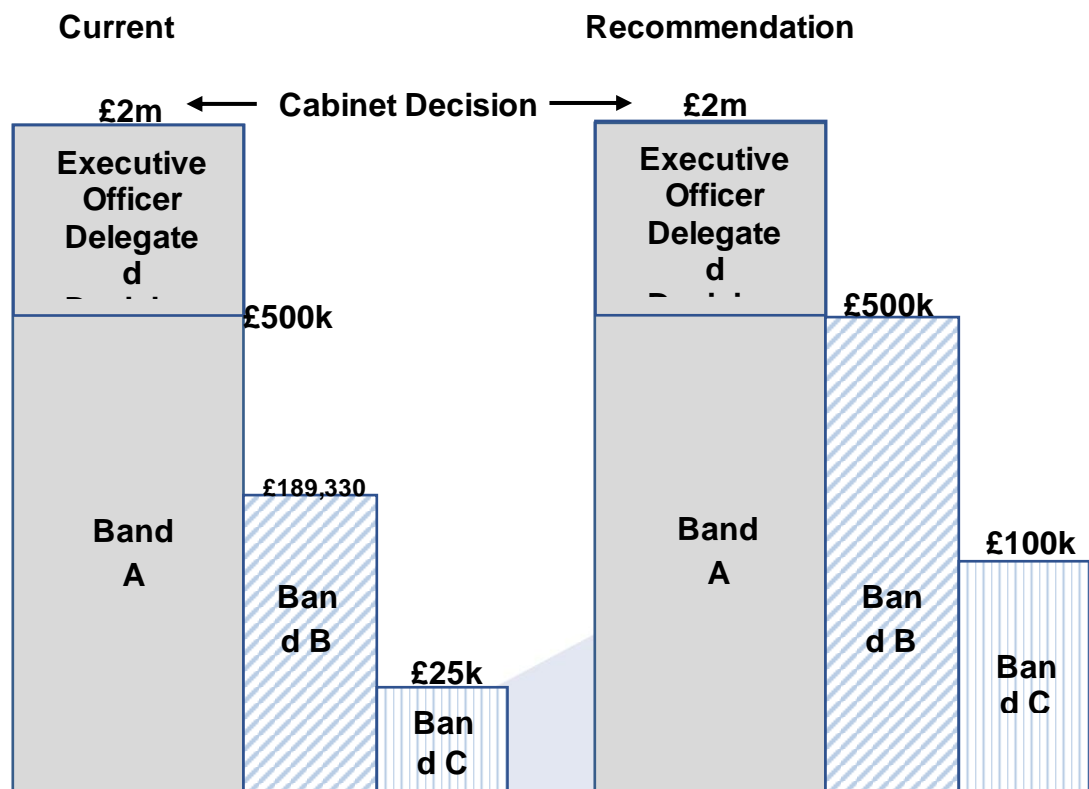 Current
Recommendation
£2m
Cabinet Decision
£2m
Executive
Officer
Delegate
d
Executive
Officer
Delegate
d
£500k
£500k
£189,330
Band
A
Ban
d B
£25k
Ban
d C
Band
A
Ban
d B
£100k
Ban
d C